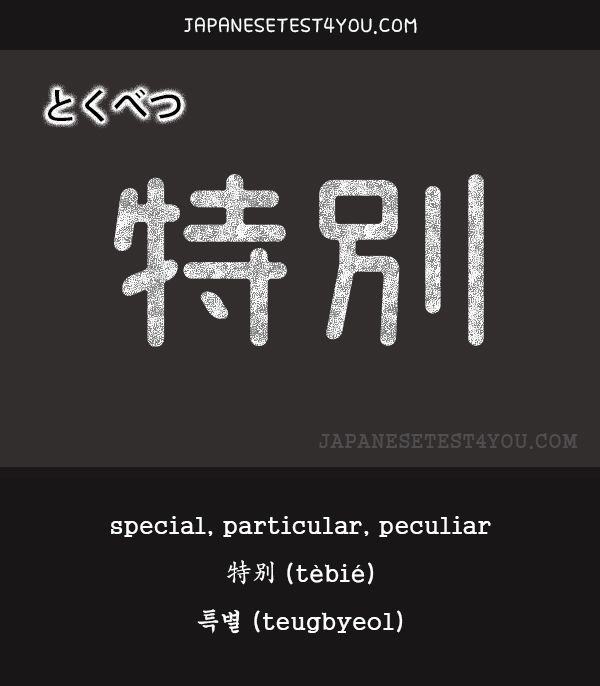 JAPANESETEST4YOU.COM
とくべつ
特別
JAPANESETEST4YOU.COM
special, particular, peculiar
特别 (tèbié)
특별 (teugbyeol)